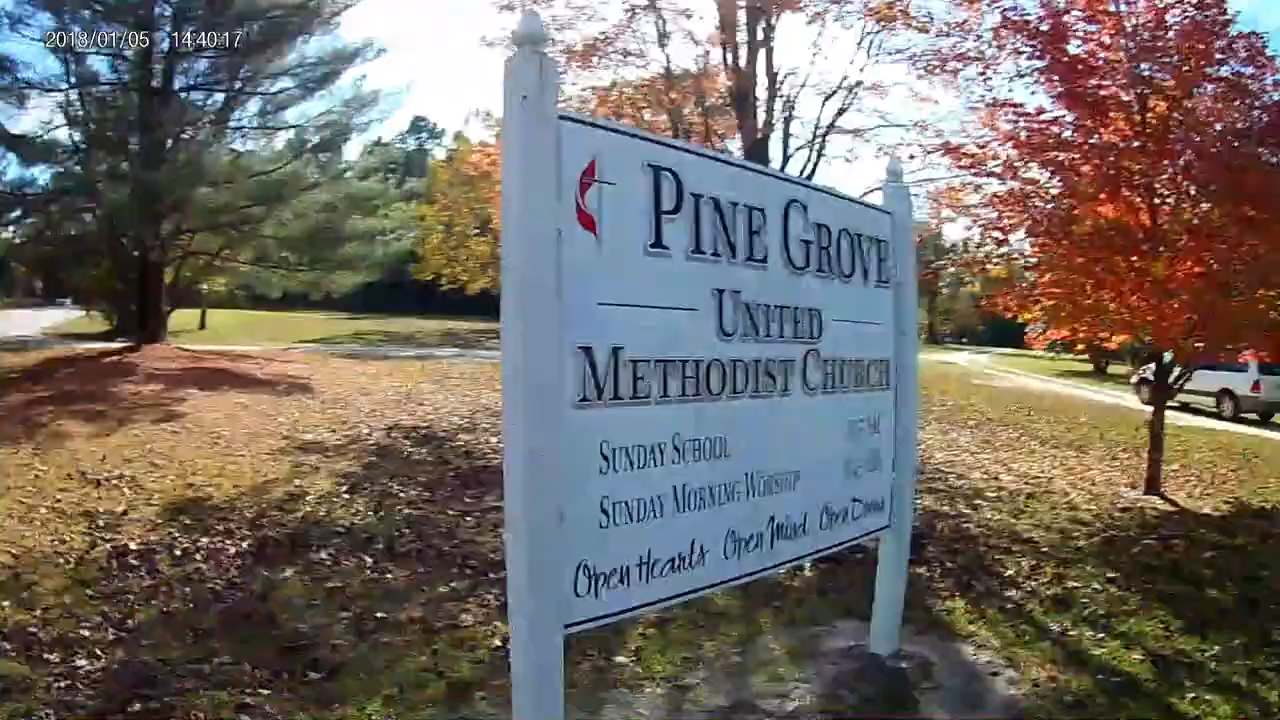 2018/01/05 14:40:17
PINE GROVE
UNITED
METHODIST CHURCH
SUNDAY SCHOOL
SUNDAY MORNING WORSHIP
Open Hearts Open Mind Open Doors